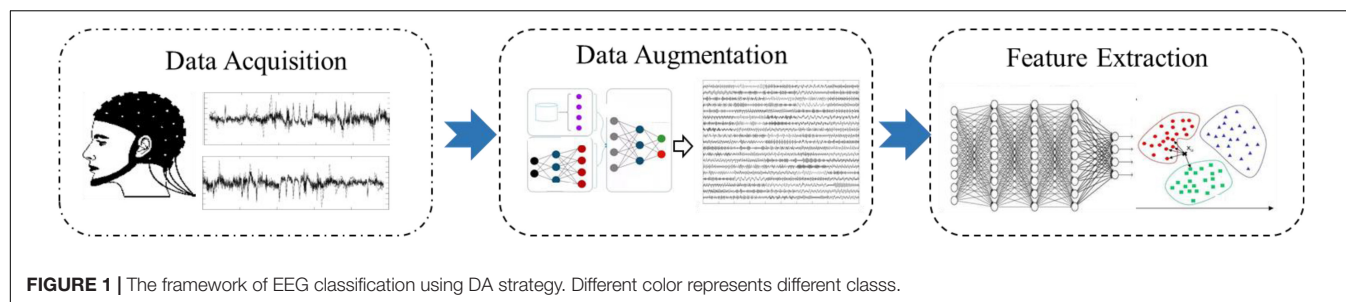 Data Acquisition
Data Augmentation
Feature Extraction
FIGURE 1 | The framework of EEG classification using DA strategy. Different color represents different classs.